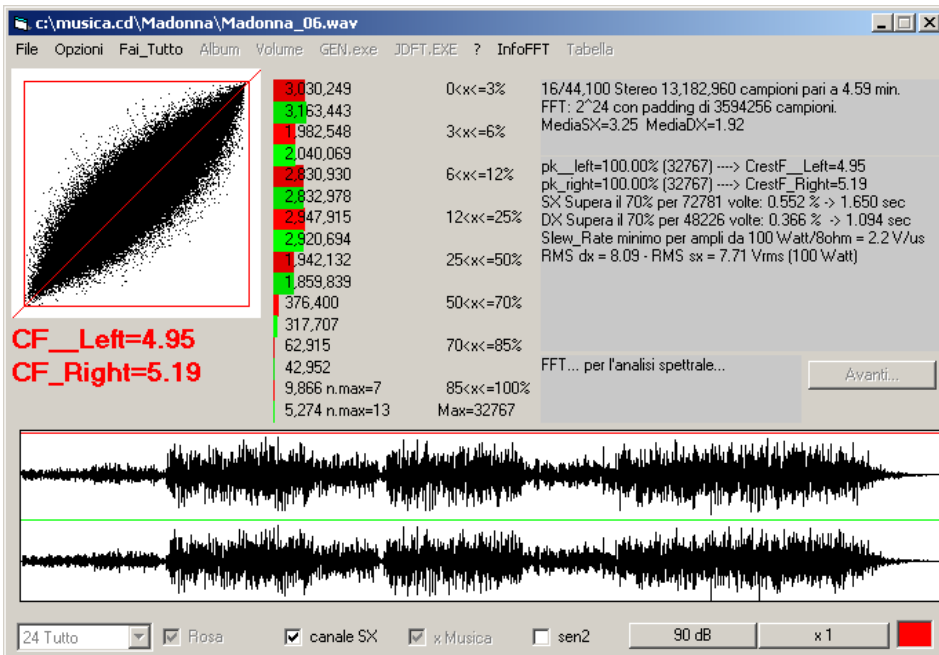 c:\musica.cd\Madonna\Madonna_06.wav
File Opzioni Fai_Tutto Album Volume GEN.exe JDFT.EXE ? InfoFFT Tabella
3,030,249 0<x<=3%
3,163,443
1,982,548 3<x<=6%
2,040,069
2,830,930 6<x<=12%
2,832,978
2,947,915 12<x<=25%
2,920,694
1,942,132 25<x<=50%
1,859,839
376,400 50<x<=70%
317,707
62,915 70<x<=85%
42,952
9,866 n.max=7 85<x<=100%
5,274 n.max=13 Max=32767
16/44,100 Stereo 13,182,960 campioni pari a 4.59 min.
FFT: 2^24 con padding di 3594256 campioni.
MediaSX=3.25 MediaDX=1.92
pk__left=100.00% (32767) ----> CrestF__Left=4.95
pk_right=100.00% (32767) ----> CrestF_Right=5.19
SX Supera il 70% per 72781 volte: 0.552 % -> 1.650 sec
DX Supera il 70% per 48226 volte: 0.366 % -> 1.094 sec
Slew_Rate minimo per ampli da 100 Watt/8ohm = 2.2 V/us
RMS dx = 8.09 - RMS sx = 7.71 Vrms (100 Watt)
CF__Left=4.95
CF_Right=5.19
FFT... per l'analisi spettrale...
Avanti...
24 Tutto Rosa canale SX x Musica sen2 90 dB x 1